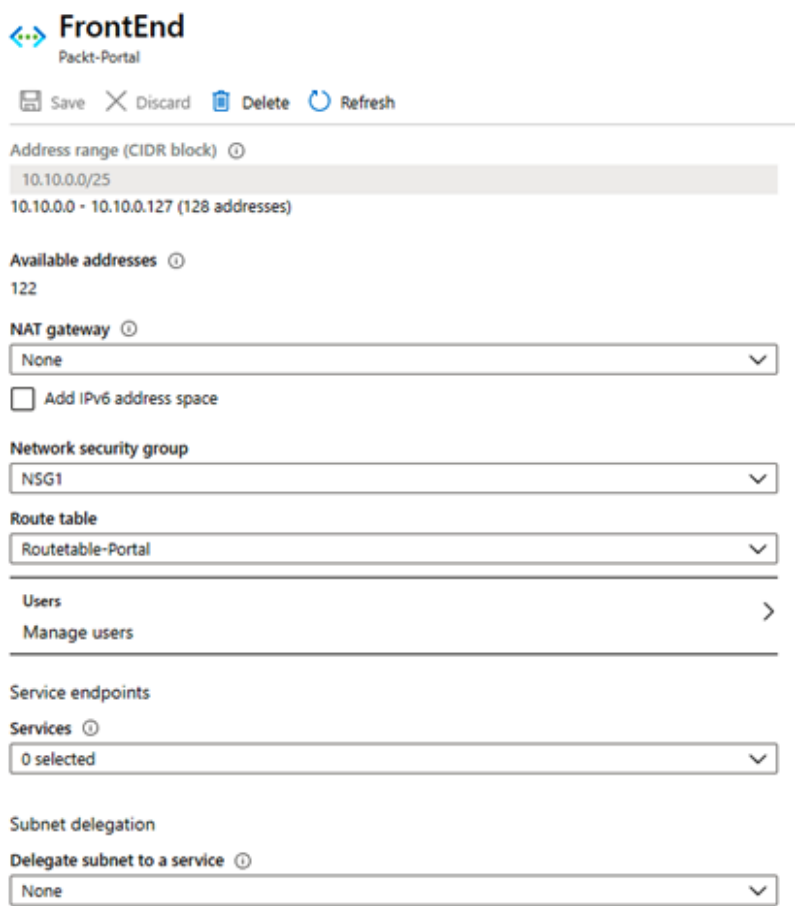 FrontEnd
Packt-Portal
Save Discard Delete Refresh
Address range (CIDR block)
10.10.0.0/25
10.10.0.0 - 10.10.0.127 (128 addresses)
Available addresses
122
NAT gateway
None
Add IPv6 address space
Network security group
NSG1
Route table
Routetable-Portal
Users
Manage users
Service endpoints
Services
0 selected
Subnet delegation
Delegate subnet to a service
None